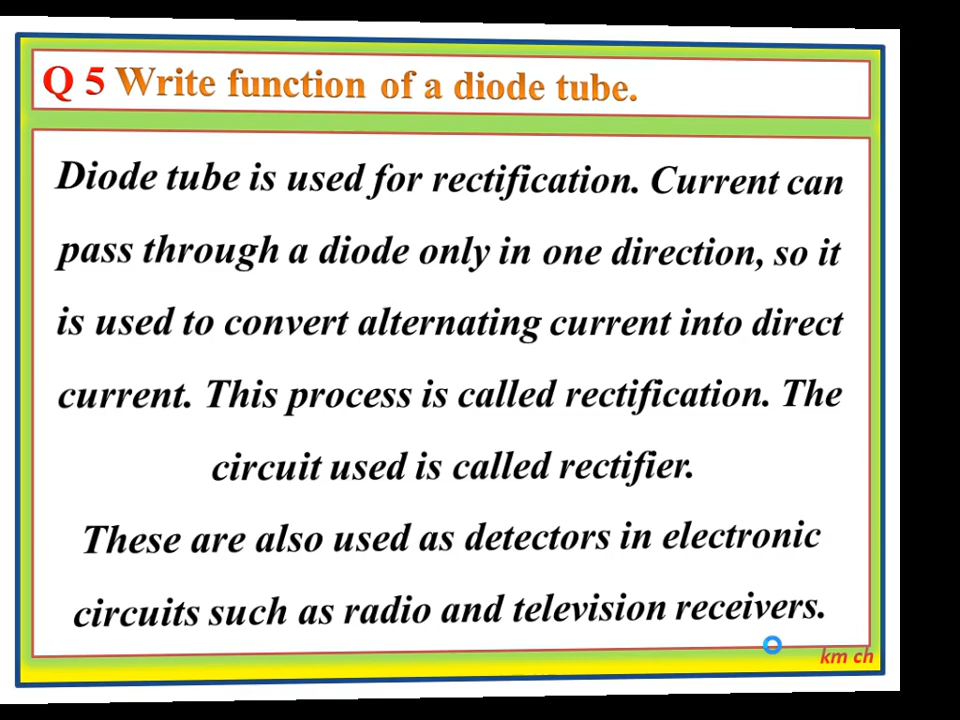 Q 5 Write function of a diode tube.
Diode tube is used for rectification. Current can
pass through a diode only in one direction, so it
is used to convert alternating current into direct
current. This process is called rectification. The
circuit used is called rectifier.
These are also used as detectors in electronic
circuits such as radio and television receivers.
km ch